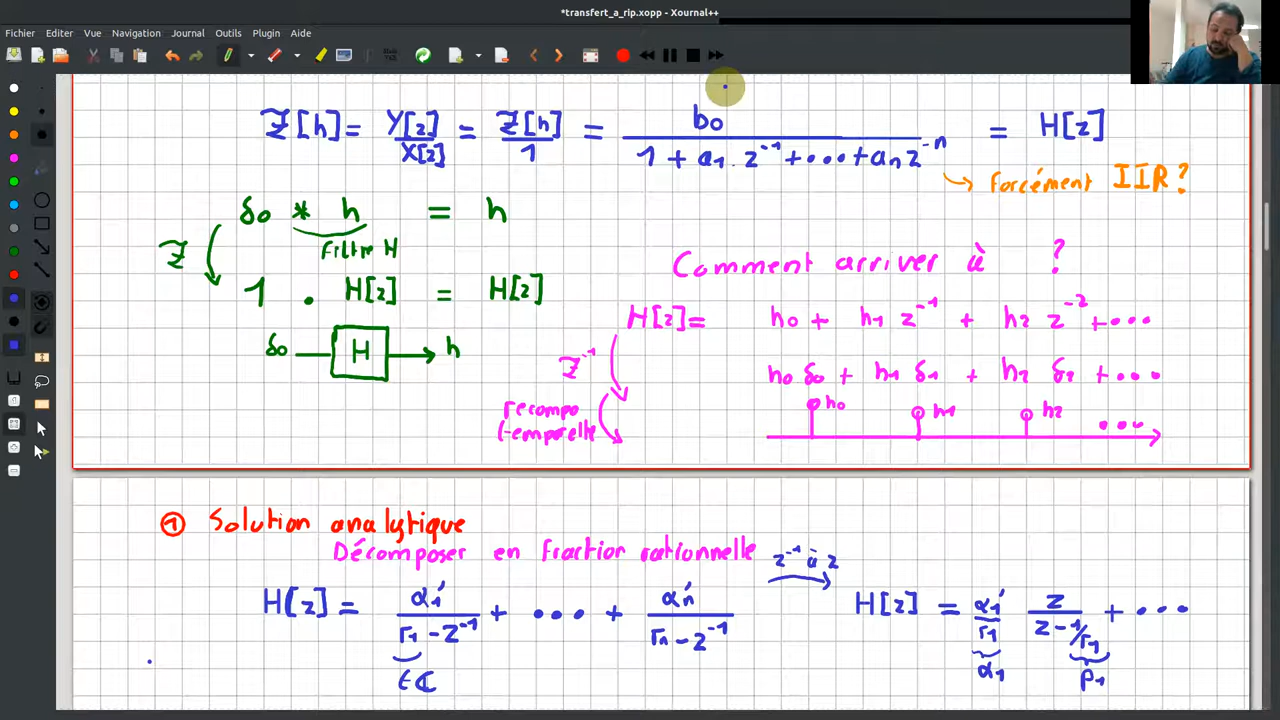 *transfert_a_rip.xopp - Xournal++
Fichier Editer Vue Navigation Journal Outils Plugin Aide
Z[h] = Y[z]/X[z] = Z[h]/1 = b0/(1 + a1 . z^-1 + ... + an z^-n) = H[z]
↳ forcément IIR ?
δ0 * h = h
filtre H
Z
1 . H[z] = H[z]
δ0 — H → h
Comment arriver à ?
H[z] = h0 + h1 z^-1 + h2 z^-2 + ...
Z^-1
h0 δ0 + h1 δ1 + h2 δ2 + ...
recompo
temporelle
h0 h1 h2 ...
① Solution analytique
Décomposer en fraction rationnelle
z^-1 à z
H[z] = α1'/(r1 - z^-1) + ... + αn'/(rn - z^-1)
H[z] = α1'/r1 z/(z - 1/r1) + ...
∈ ℂ
α1
p1